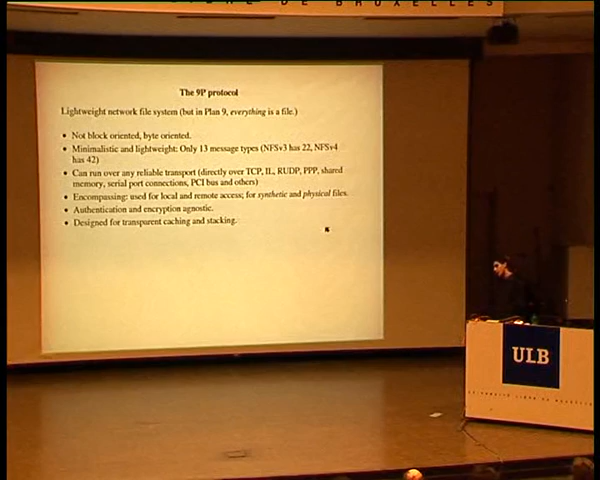 DE BRUXELLES
The 9P protocol
Lightweight network file system (but in Plan 9, everything is a file.)
• Not block oriented, byte oriented.
• Minimalistic and lightweight: Only 13 message types (NFSv3 has 22, NFSv4
has 42)
• Can run over any reliable transport (directly over TCP, IL, RUDP, PPP, shared
memory, serial port connections, PCI bus and others)
• Encompassing: used for local and remote access; for synthetic and physical files.
• Authentication and encryption agnostic.
• Designed for transparent caching and stacking.
ULB